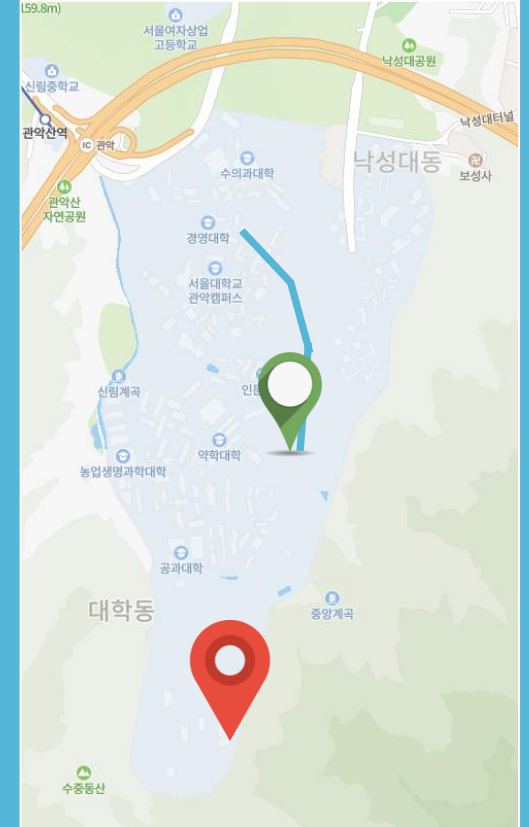 159.8m)
서울여자상업
고등학교
낙성대공원
신림중학교
관악산역
IC 관악
낙성대터널
낙성대동
보성사
수의과대학
관악산
자연공원
경영대학
서울대학교
관악캠퍼스
신림계곡
인문
약학대학
농업생명과학대학
공과대학
대학동
중앙계곡
수중동산